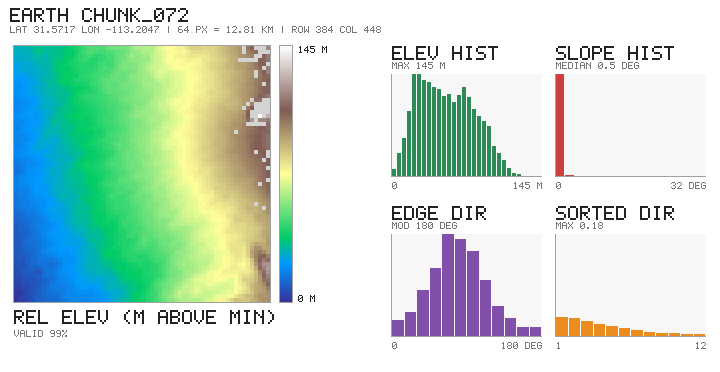 EARTH CHUNK_072
LAT 31.5717 LON -113.2047 | 64 PX = 12.81 KM | ROW 384 COL 448
145 M
0 M
REL ELEV (M ABOVE MIN)
VALID 99%
ELEV HIST
MAX 145 M
0 145 M
SLOPE HIST
MEDIAN 0.5 DEG
0 32 DEG
EDGE DIR
MOD 180 DEG
0 180 DEG
SORTED DIR
MAX 0.18
1 12